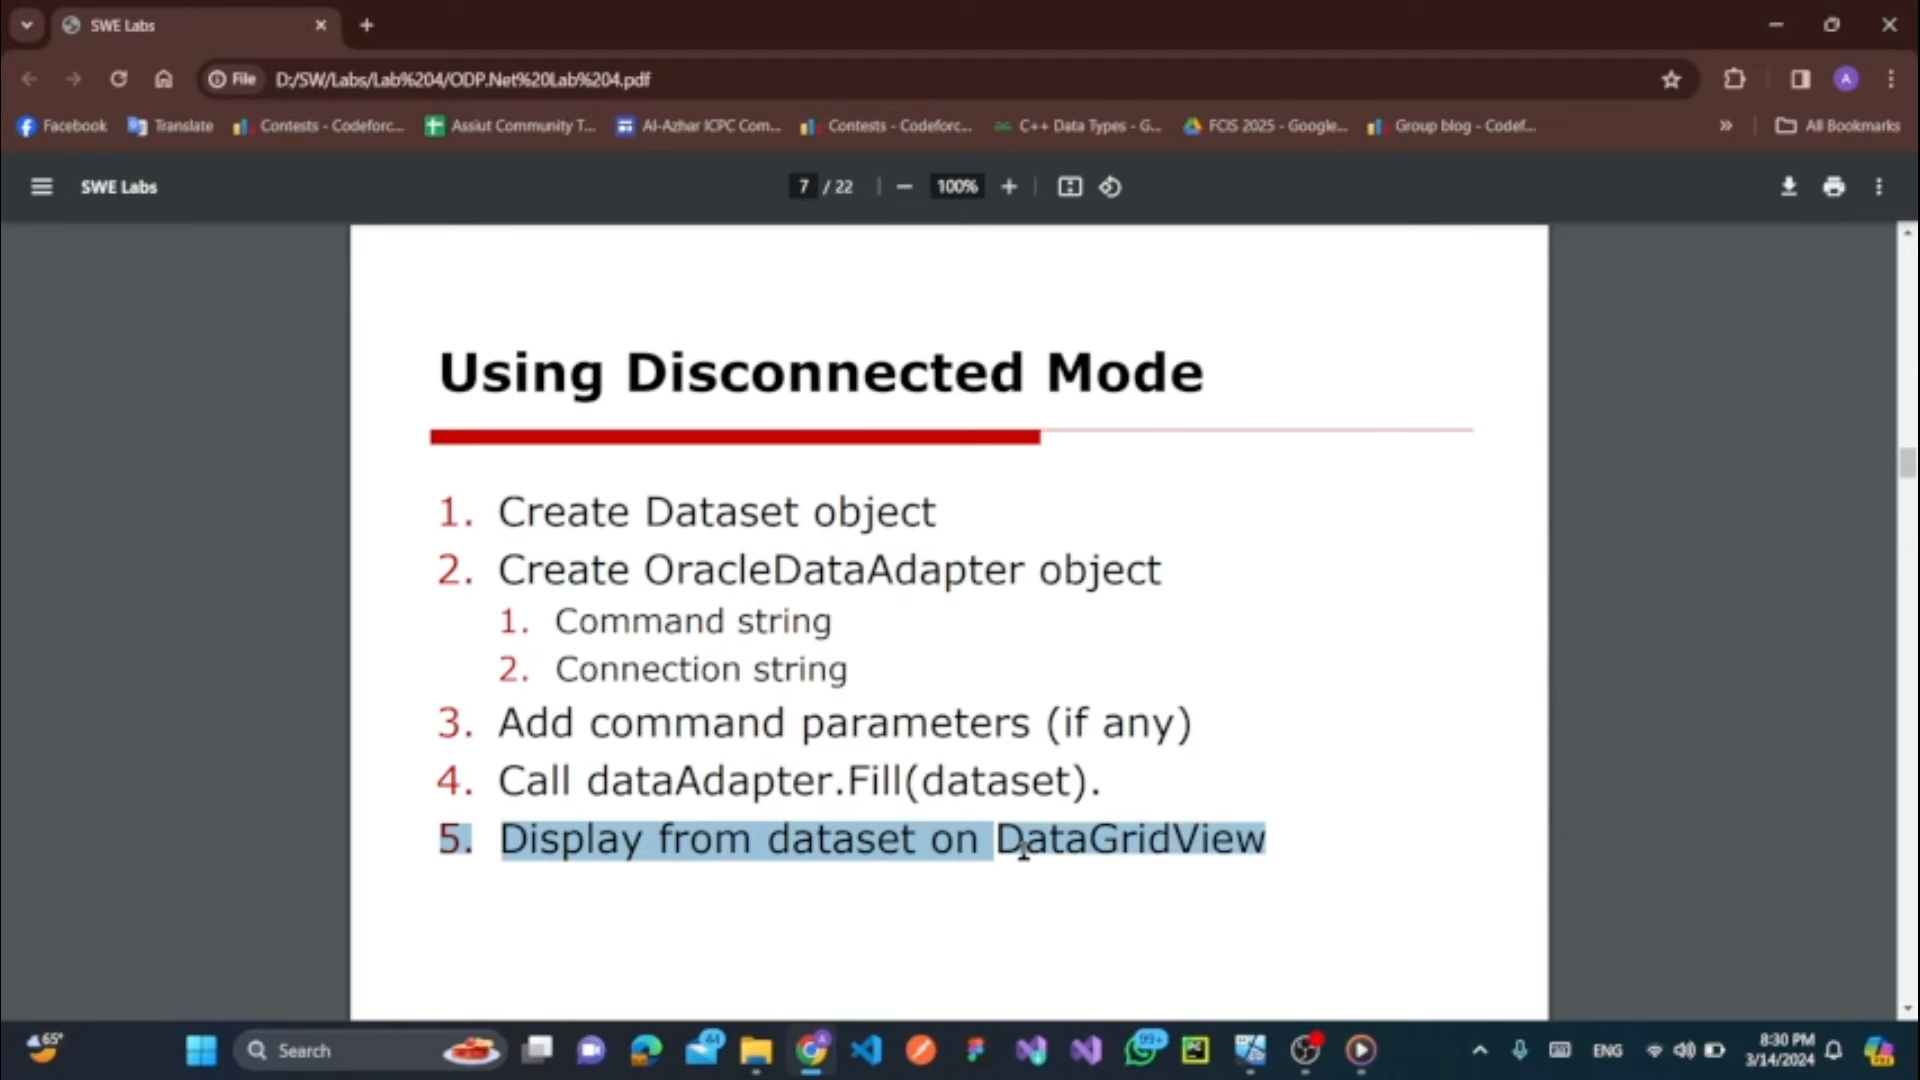 SWE Labs
File D:/SW/Labs/Lab%204/ODP.Net%20Lab%204.pdf
A
Facebook Translate Contests - Codeforc... Assiut Community T... Al-Azhar ICPC Com... Contests - Codeforc... C++ Data Types - G... FCIS 2025 - Google... Group blog - Codef... » All Bookmarks
SWE Labs 7 / 22 100%
Using Disconnected Mode
1. Create Dataset object
2. Create OracleDataAdapter object
1. Command string
2. Connection string
3. Add command parameters (if any)
4. Call dataAdapter.Fill(dataset).
5. Display from dataset on DataGridView
65°
Search
44
99+
ENG
8:30 PM
3/14/2024